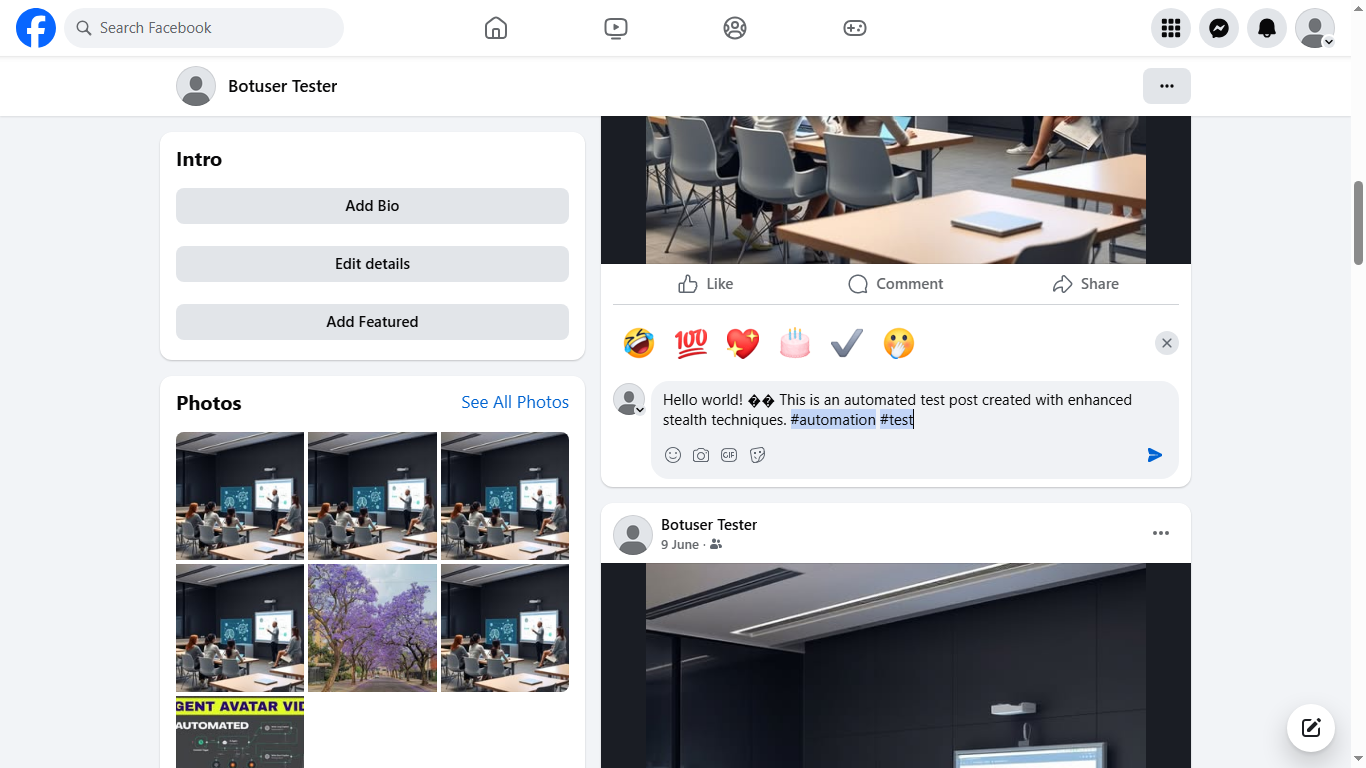 Search Facebook
Botuser Tester
Intro
Add Bio
Edit details
Add Featured
Photos
See All Photos
GENT AVATAR VID
AUTOMATED
Like
Comment
Share
100
Hello world! �� This is an automated test post created with enhanced
stealth techniques. #automation #test
GIF
Botuser Tester
9 June ·